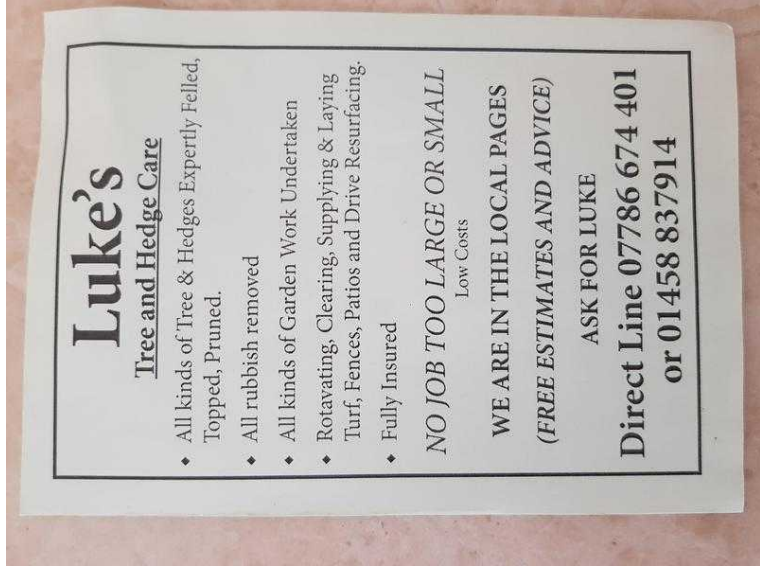 Luke's
Tree and Hedge Care
◆ All kinds of Tree & Hedges Expertly Felled,
Topped, Pruned.
◆ All rubbish removed
◆ All kinds of Garden Work Undertaken
◆ Rotavating, Clearing, Supplying & Laying
Turf, Fences, Patios and Drive Resurfacing.
◆ Fully Insured
NO JOB TOO LARGE OR SMALL
Low Costs
WE ARE IN THE LOCAL PAGES
(FREE ESTIMATES AND ADVICE)
ASK FOR LUKE
Direct Line 07786 674 401
or 01458 837914